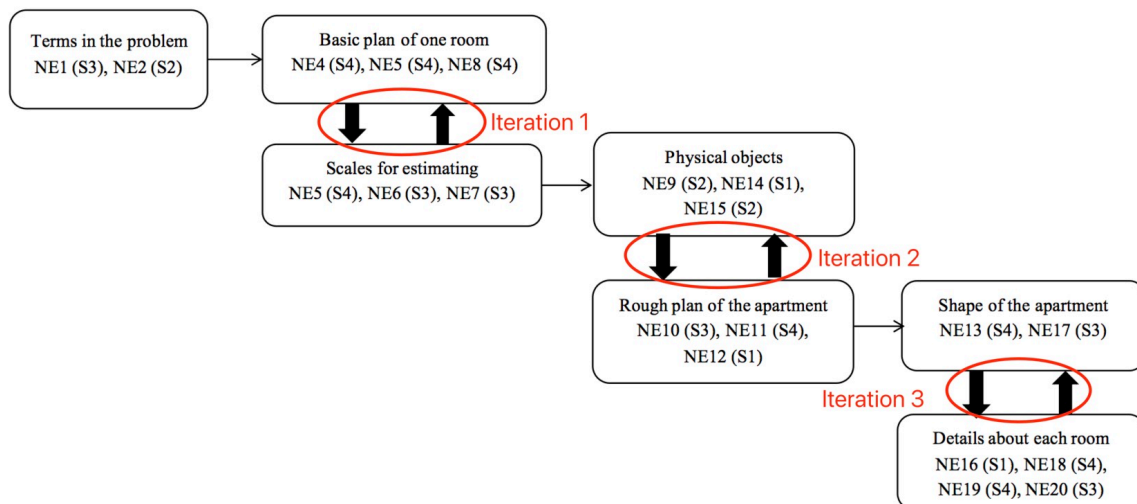 Terms in the problem
NE1 (S3), NE2 (S2)
Basic plan of one room
NE4 (S4), NE5 (S4), NE8 (S4)
Iteration 1
Scales for estimating
NE5 (S4), NE6 (S3), NE7 (S3)
Physical objects
NE9 (S2), NE14 (S1),
NE15 (S2)
Iteration 2
Rough plan of the apartment
NE10 (S3), NE11 (S4),
NE12 (S1)
Shape of the apartment
NE13 (S4), NE17 (S3)
Iteration 3
Details about each room
NE16 (S1), NE18 (S4),
NE19 (S4), NE20 (S3)